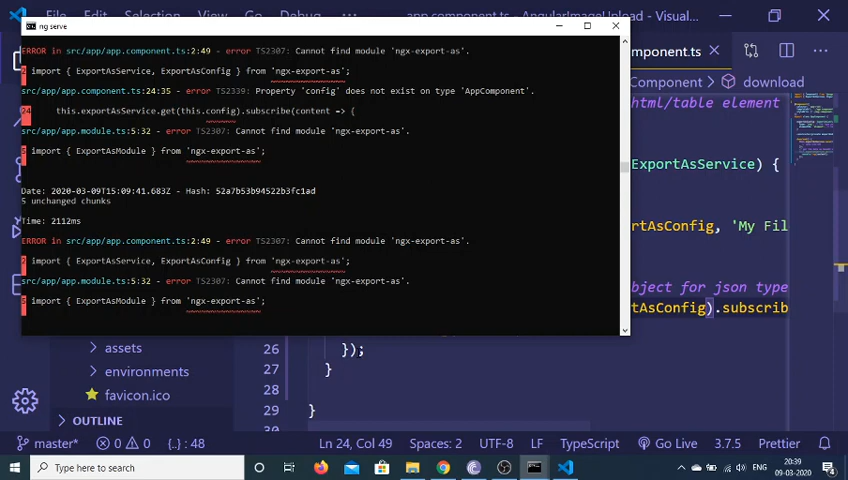 File
Edit
Selection
AngularImageUpload - Visual
ng serve
ERROR in src/app/app.component.ts:2:49 - error TS2307: Cannot find module 'ngx-export-as'.
2 import { ExportAsService, ExportAsConfig } from 'ngx-export-as';
src/app/app.component.ts:24:35 - error TS2339: Property 'config' does not exist on type 'AppComponent'.
24 this.exportAsService.get(this.config).subscribe(content => {
src/app/app.module.ts:5:32 - error TS2307: Cannot find module 'ngx-export-as'.
5 import { ExportAsModule } from 'ngx-export-as';
Date: 2020-03-09T15:09:41.683Z - Hash: 52a7b53b94522b3fc1ad
5 unchanged chunks
Time: 2112ms
ERROR in src/app/app.component.ts:2:49 - error TS2307: Cannot find module 'ngx-export-as'.
2 import { ExportAsService, ExportAsConfig } from 'ngx-export-as';
src/app/app.module.ts:5:32 - error TS2307: Cannot find module 'ngx-export-as'.
5 import { ExportAsModule } from 'ngx-export-as';
mponent.ts
Component
download
html/table element
ExportAsService) {
rtAsConfig, 'My Fil
bject for json type
tAsConfig).subscrib
assets
environments
favicon.ico
OUTLINE
26 });
27 }
28
29 }
30
master*
0
0
{..} : 48
Ln 24, Col 49
Spaces: 2
UTF-8
LF
TypeScript
Go Live
3.7.5
Prettier
Type here to search
ENG
20:39
09-03-2020
4